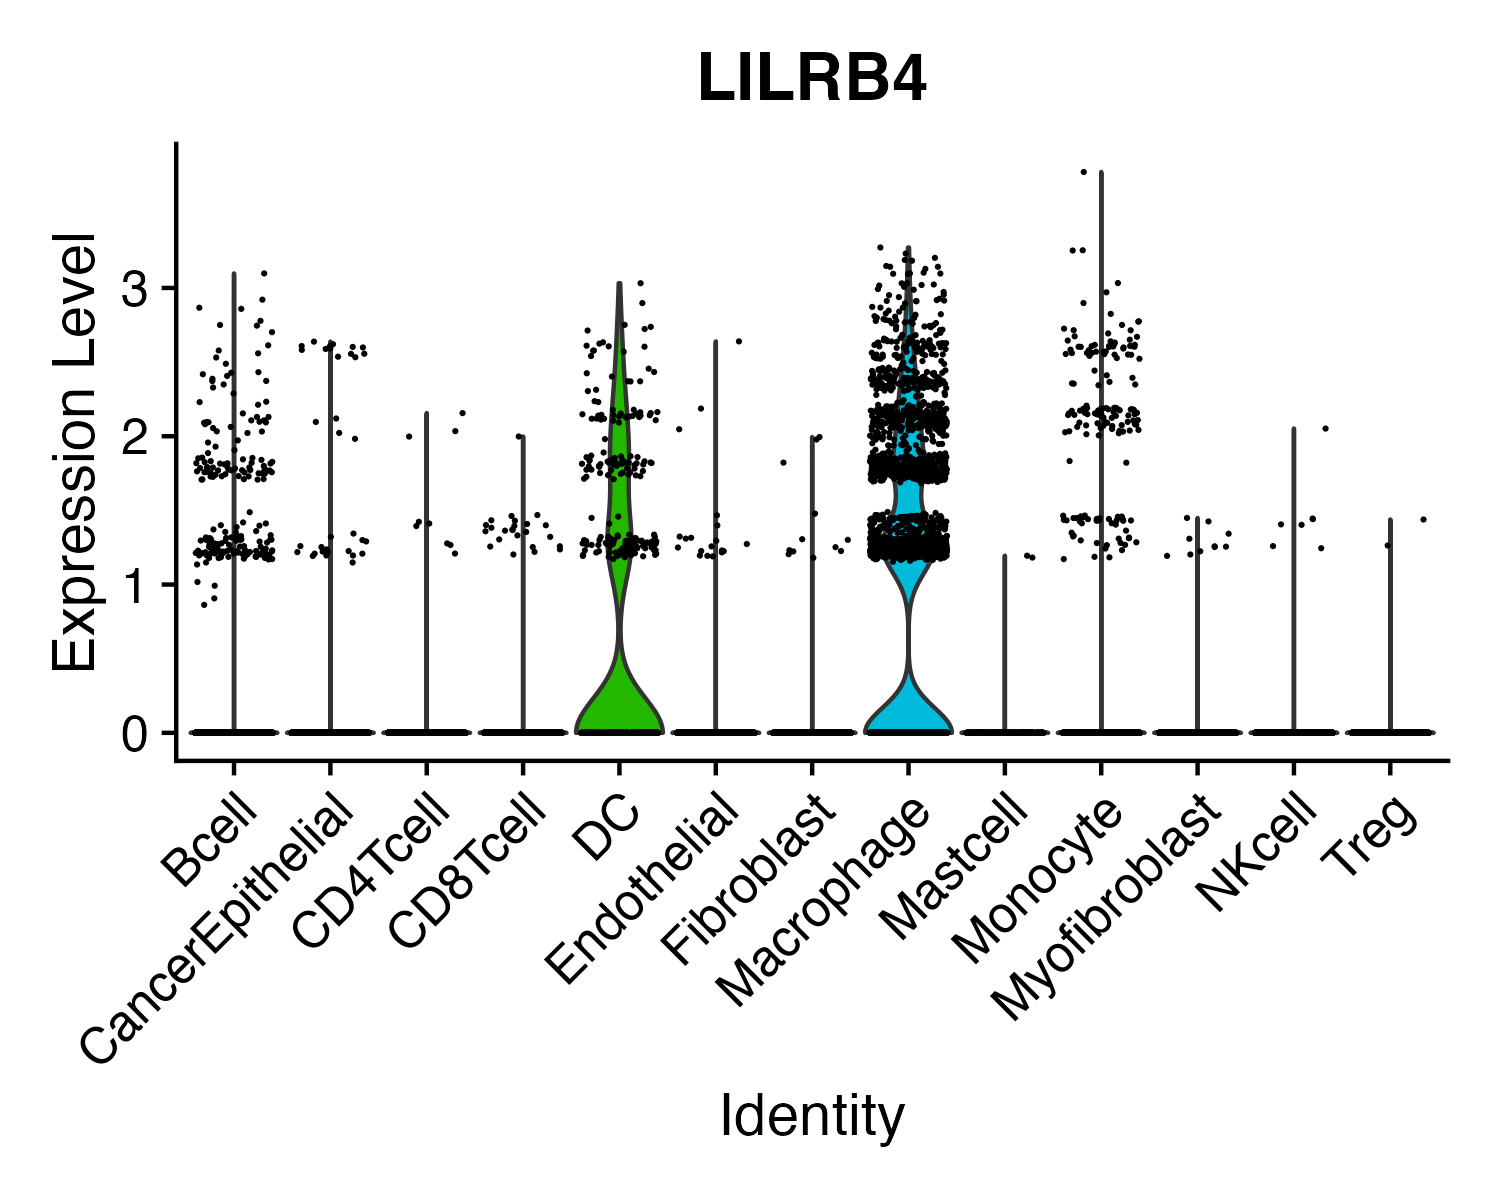 LILRB4
Expression Level
3
2
1
0
Bcell
CancerEpithelial
CD4Tcell
CD8Tcell
DC
Endothelial
Fibroblast
Macrophage
Mastcell
Monocyte
Myofibroblast
NKcell
Treg
Identity